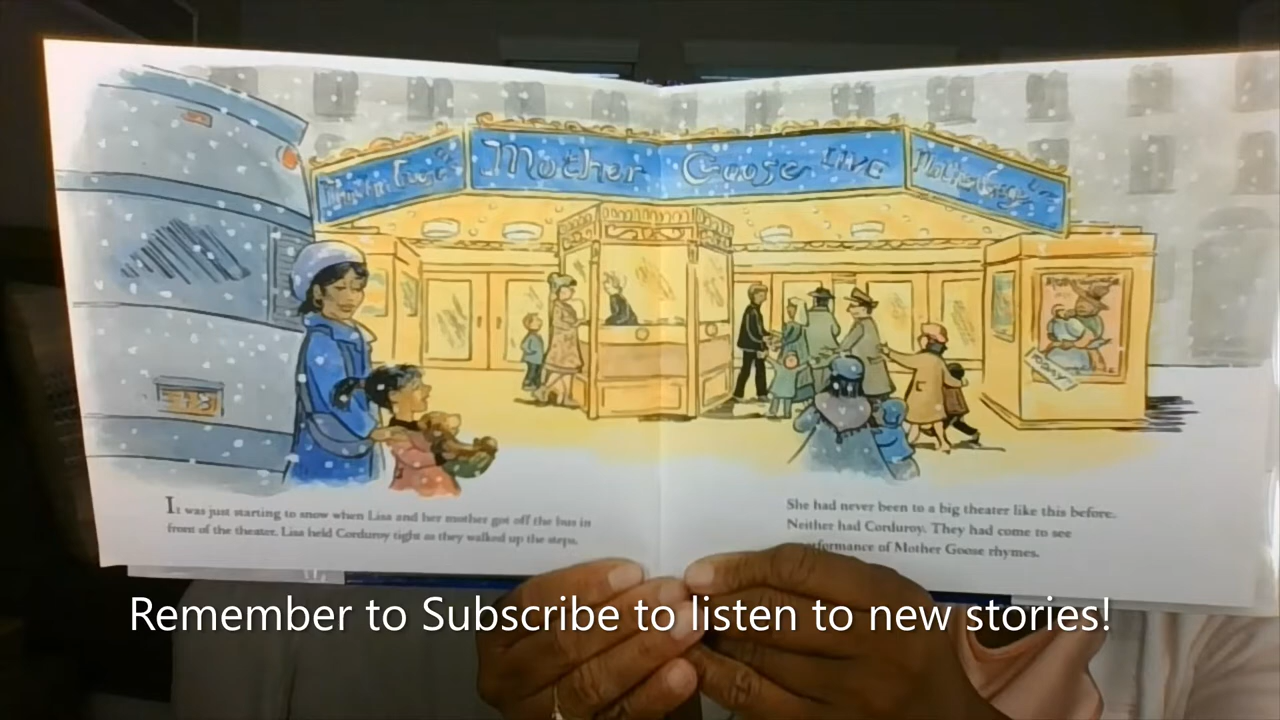 Mother Goose LIVE
It was just starting to snow when Lisa and her mother got off the bus in
front of the theater. Lisa held Corduroy tight as they walked up the steps.
She had never been to a big theater like this before.
Neither had Corduroy. They had come to see
performance of Mother Goose rhymes.
Remember to Subscribe to listen to new stories!